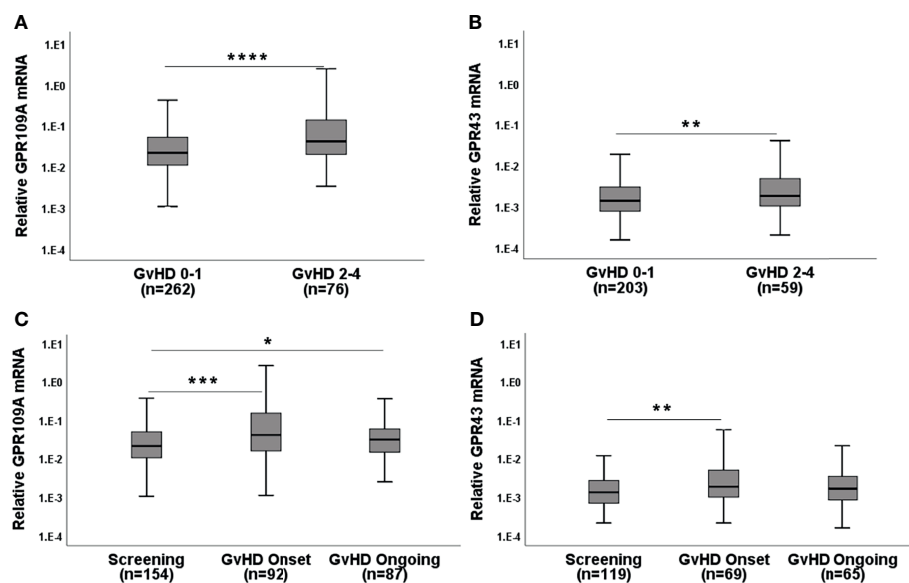 A
Relative GPR109A mRNA
1.E1
1.E0
1.E-1
1.E-2
1.E-3
1.E-4
****
GvHD 0-1
(n=262)
GvHD 2-4
(n=76)
B
Relative GPR43 mRNA
1.E1
1.E0
1.E-1
1.E-2
1.E-3
1.E-4
**
GvHD 0-1
(n=203)
GvHD 2-4
(n=59)
C
Relative GPR109A mRNA
1.E1
1.E0
1.E-1
1.E-2
1.E-3
1.E-4
*
***
Screening
(n=154)
GvHD Onset
(n=92)
GvHD Ongoing
(n=87)
D
Relative GPR43 mRNA
1.E1
1.E0
1.E-1
1.E-2
1.E-3
1.E-4
**
Screening
(n=119)
GvHD Onset
(n=69)
GvHD Ongoing
(n=65)